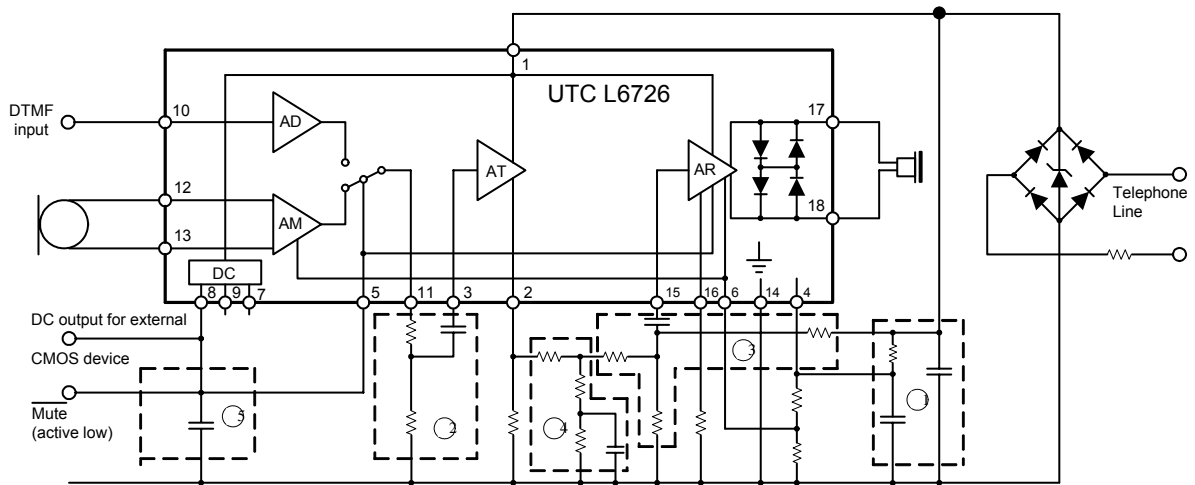 1
UTC L6726
DTMF
input
10
AD
17
12
AM
AT
AR
18
13
Telephone
Line
DC
8
9
7
5
11
3
2
15
16
6
14
4
DC output for external
CMOS device
Mute
(active low)
5
2
4
3
1